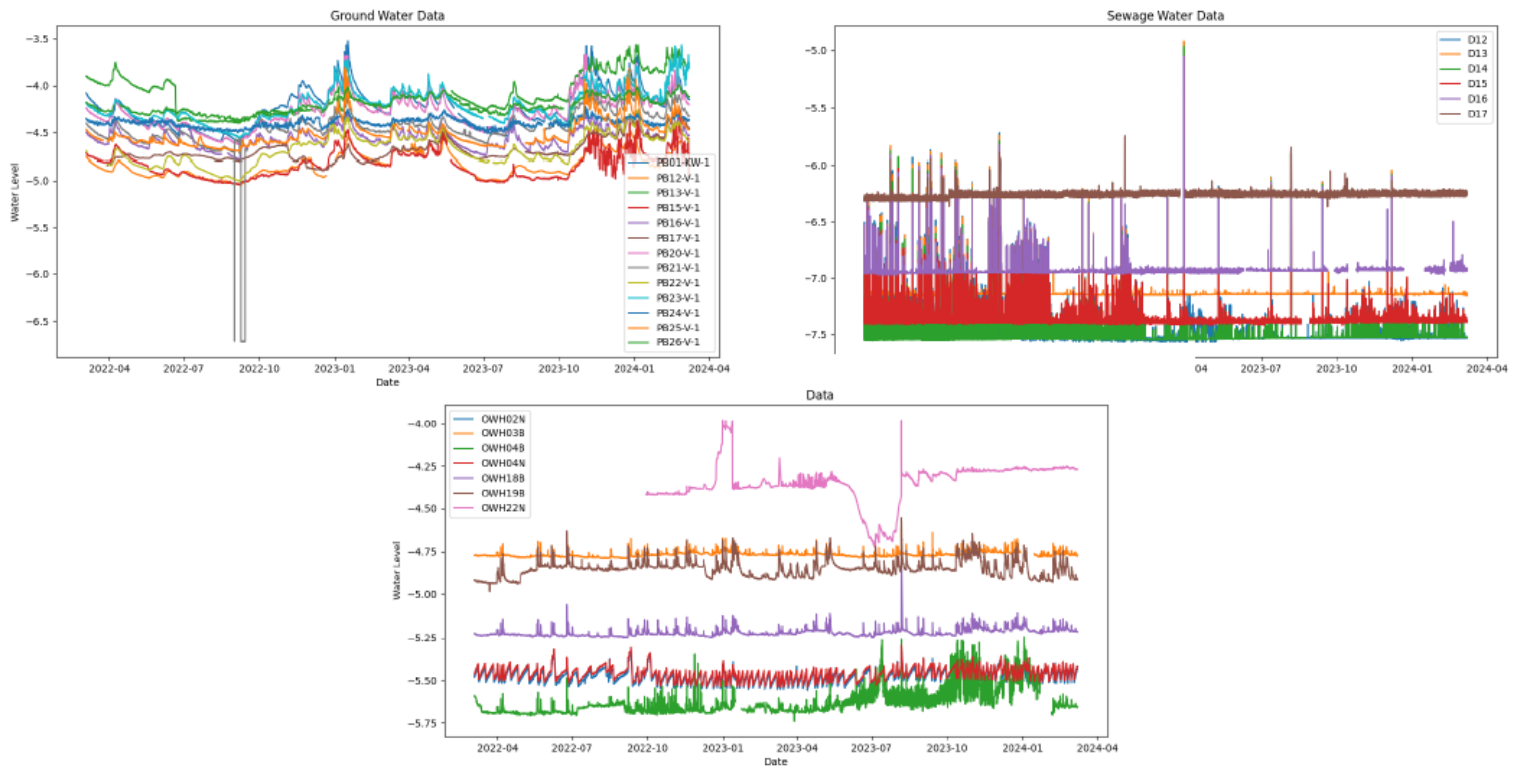 Ground Water Data
−3.5
−4.0
−4.5
−5.0
−5.5
−6.0
−6.5
Water Level
2022-04 2022-07 2022-10 2023-01 2023-04 2023-07 2023-10 2024-01 2024-04
Date
PB01-KW-1
PB12-V-1
PB13-V-1
PB15-V-1
PB16-V-1
PB17-V-1
PB20-V-1
PB21-V-1
PB22-V-1
PB23-V-1
PB24-V-1
PB25-V-1
PB26-V-1
Sewage Water Data
−5.0
−5.5
−6.0
−6.5
−7.0
−7.5
D12
D13
D14
D15
D16
D17
04 2023-07 2023-10 2024-01 2024-04
Data
−4.00
−4.25
−4.50
−4.75
−5.00
−5.25
−5.50
−5.75
Water Level
OWH02N
OWH03B
OWH04B
OWH04N
OWH18B
OWH19B
OWH22N
2022-04 2022-07 2022-10 2023-01 2023-04 2023-07 2023-10 2024-01 2024-04
Date